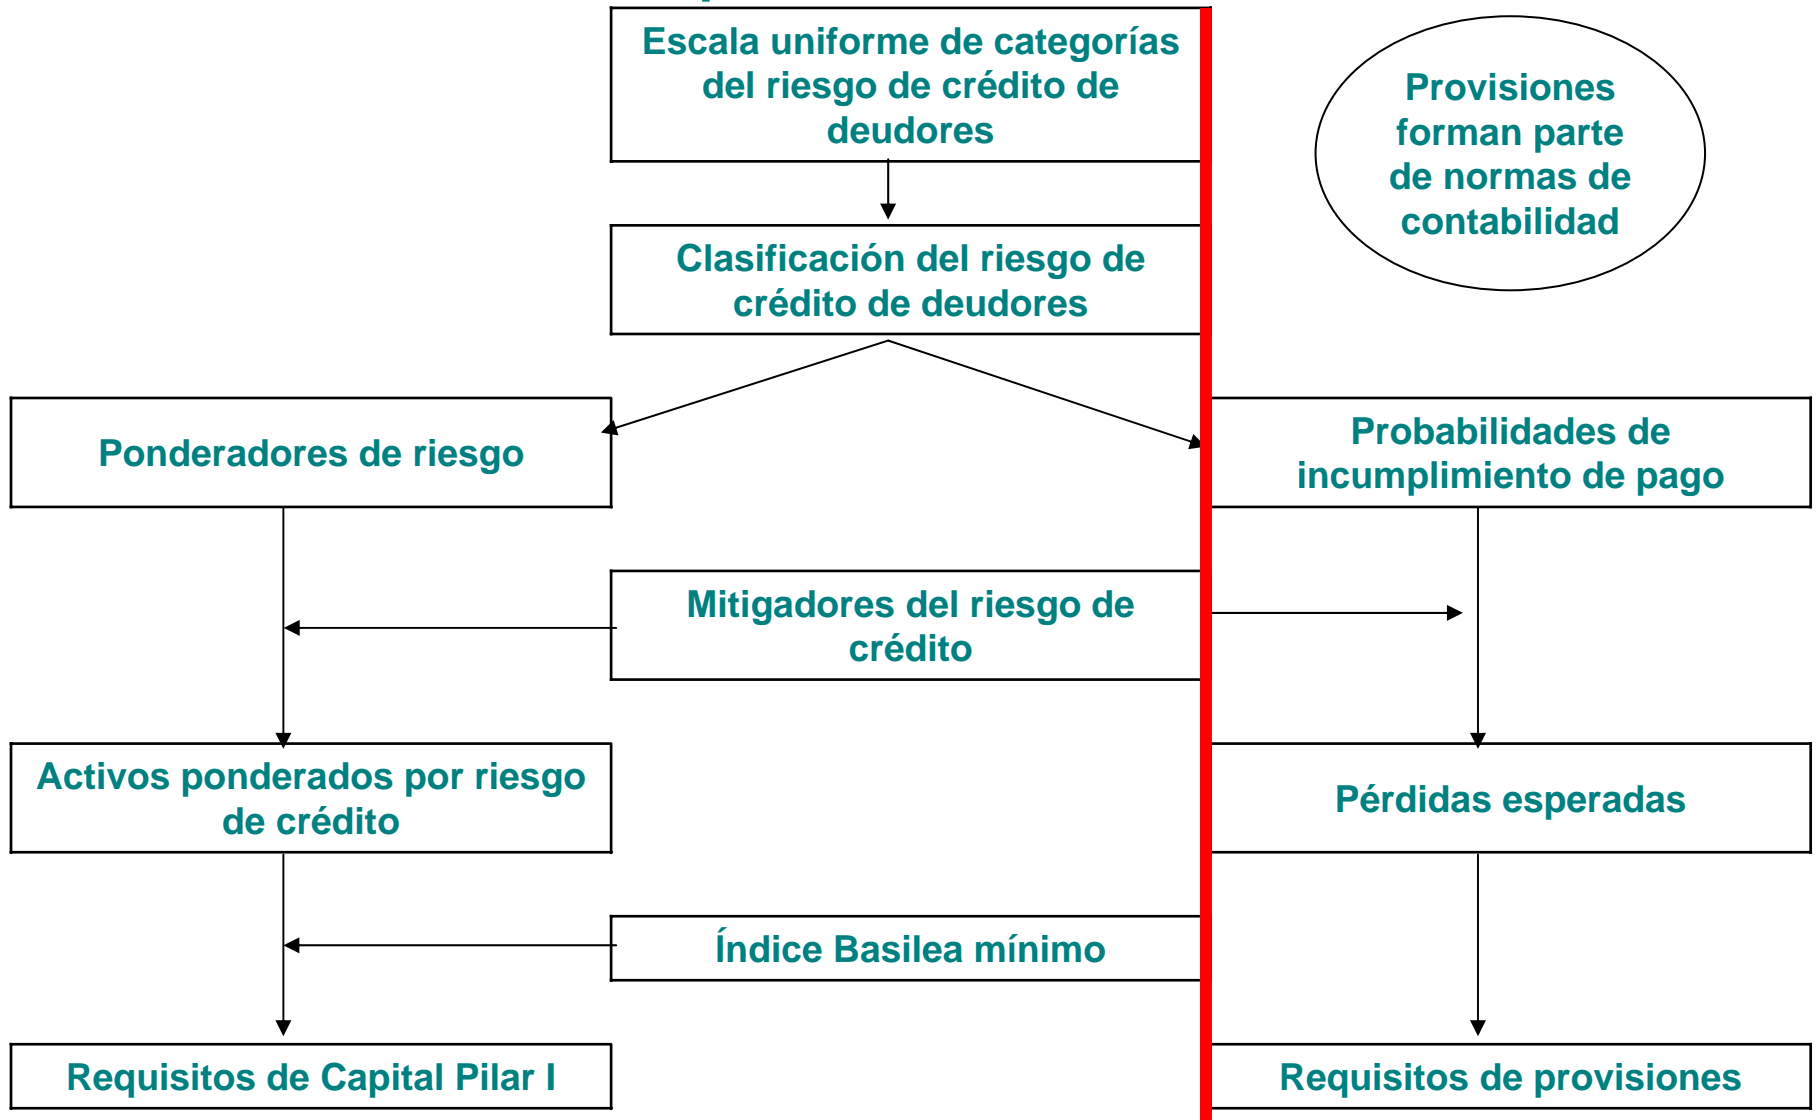 Escala uniforme de categorías
del riesgo de crédito de
deudores
Provisiones
forman parte
de normas de
contabilidad
Clasificación del riesgo de
crédito de deudores
Ponderadores de riesgo
Probabilidades de
incumplimiento de pago
Mitigadores del riesgo de
crédito
Activos ponderados por riesgo
de crédito
Pérdidas esperadas
Índice Basilea mínimo
Requisitos de Capital Pilar I
Requisitos de provisiones